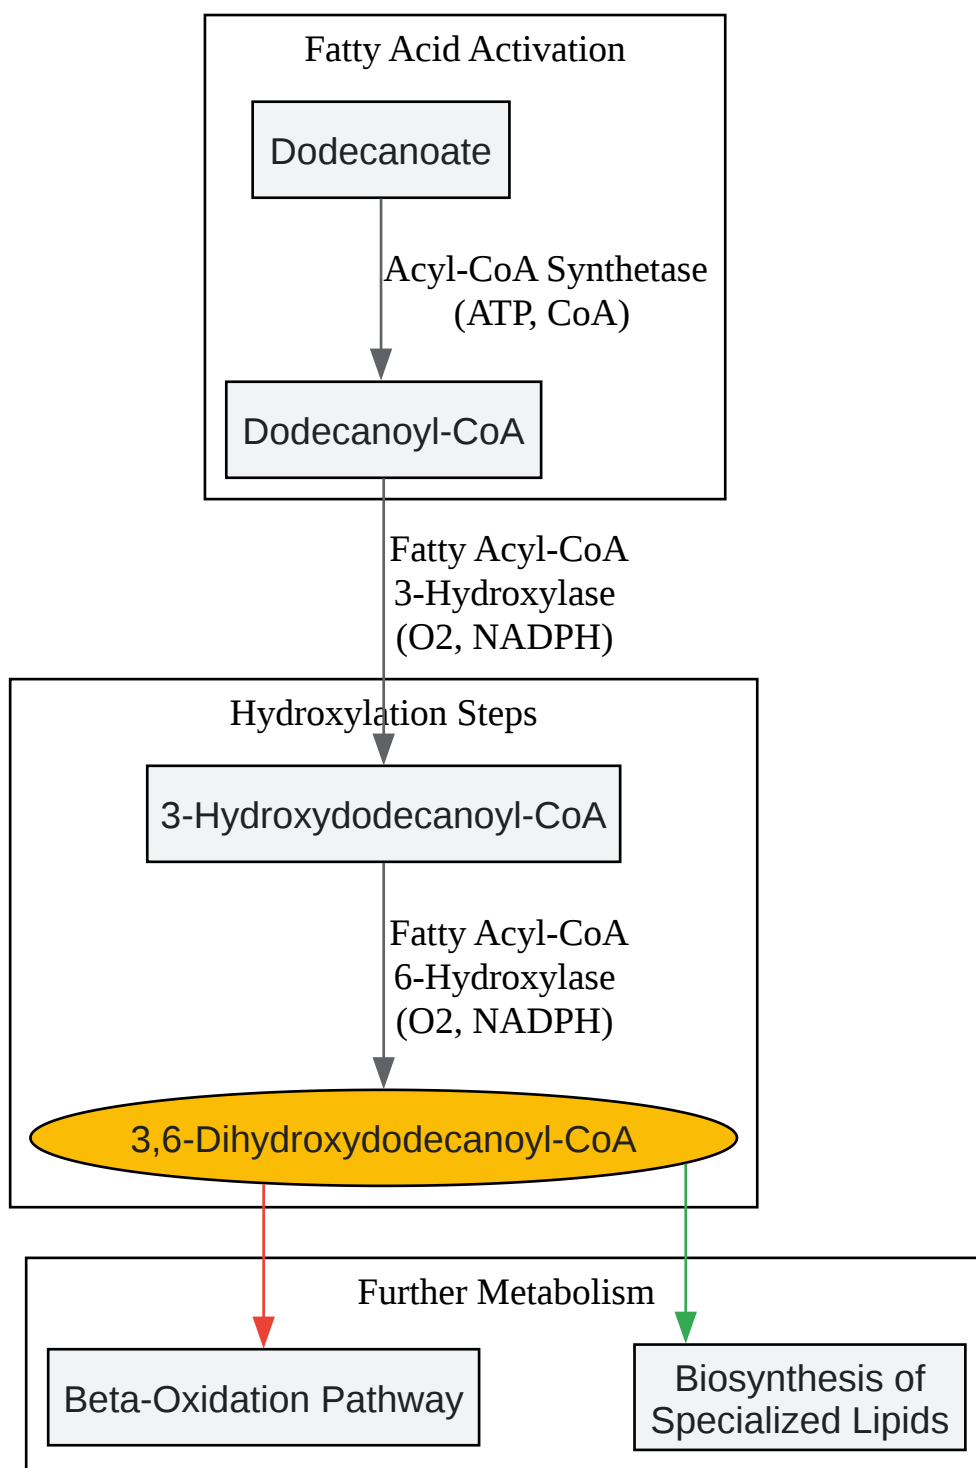 Fatty Acid Activation
Dodecanoate
Acyl-CoA Synthetase
(ATP, CoA)
Dodecanoyl-CoA
Fatty Acyl-CoA
3-Hydroxylase
(O2, NADPH)
Hydroxylation Steps
3-Hydroxydodecanoyl-CoA
Fatty Acyl-CoA
6-Hydroxylase
(O2, NADPH)
3,6-Dihydroxydodecanoyl-CoA
Further Metabolism
Beta-Oxidation Pathway
Biosynthesis of
Specialized Lipids